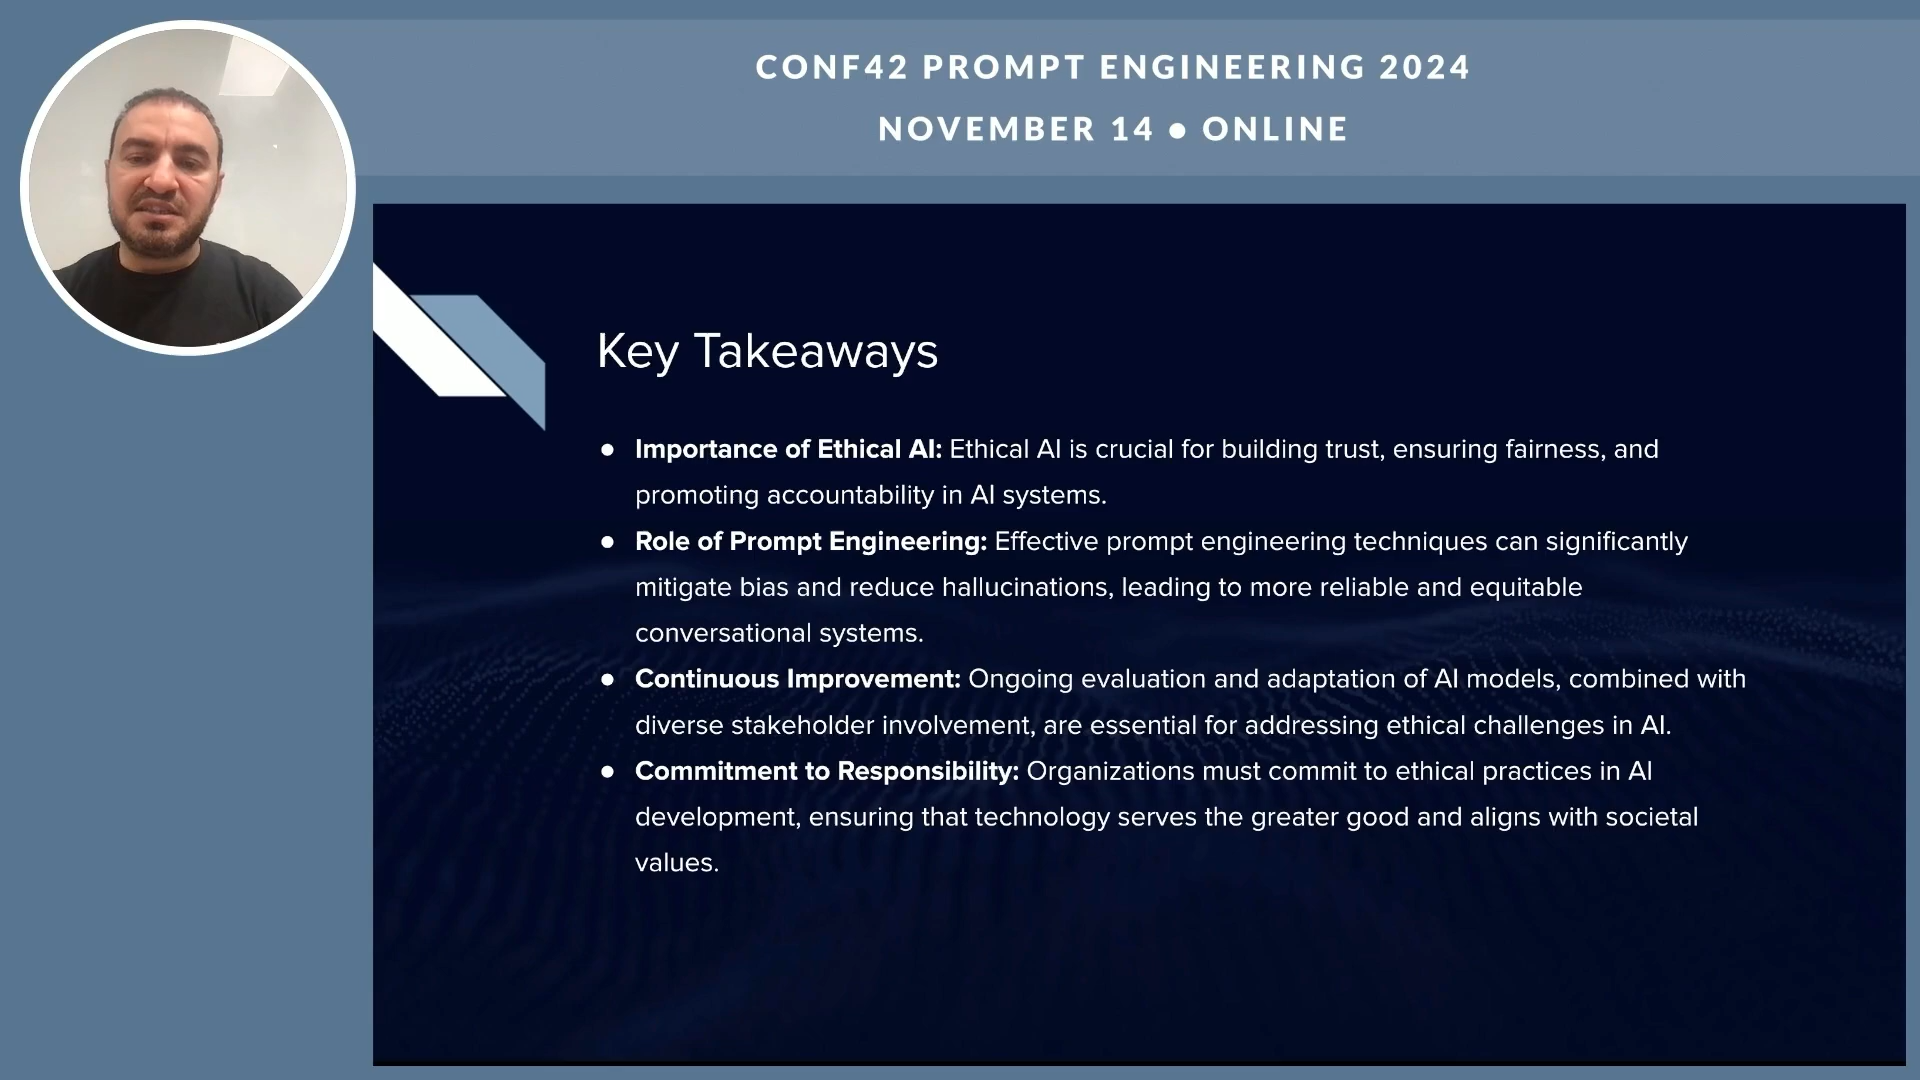 CONF42 PROMPT ENGINEERING 2024
NOVEMBER 14 ● ONLINE
Key Takeaways
● Importance of Ethical AI: Ethical AI is crucial for building trust, ensuring fairness, and
promoting accountability in AI systems.
● Role of Prompt Engineering: Effective prompt engineering techniques can significantly
mitigate bias and reduce hallucinations, leading to more reliable and equitable
conversational systems.
● Continuous Improvement: Ongoing evaluation and adaptation of AI models, combined with
diverse stakeholder involvement, are essential for addressing ethical challenges in AI.
● Commitment to Responsibility: Organizations must commit to ethical practices in AI
development, ensuring that technology serves the greater good and aligns with societal
values.